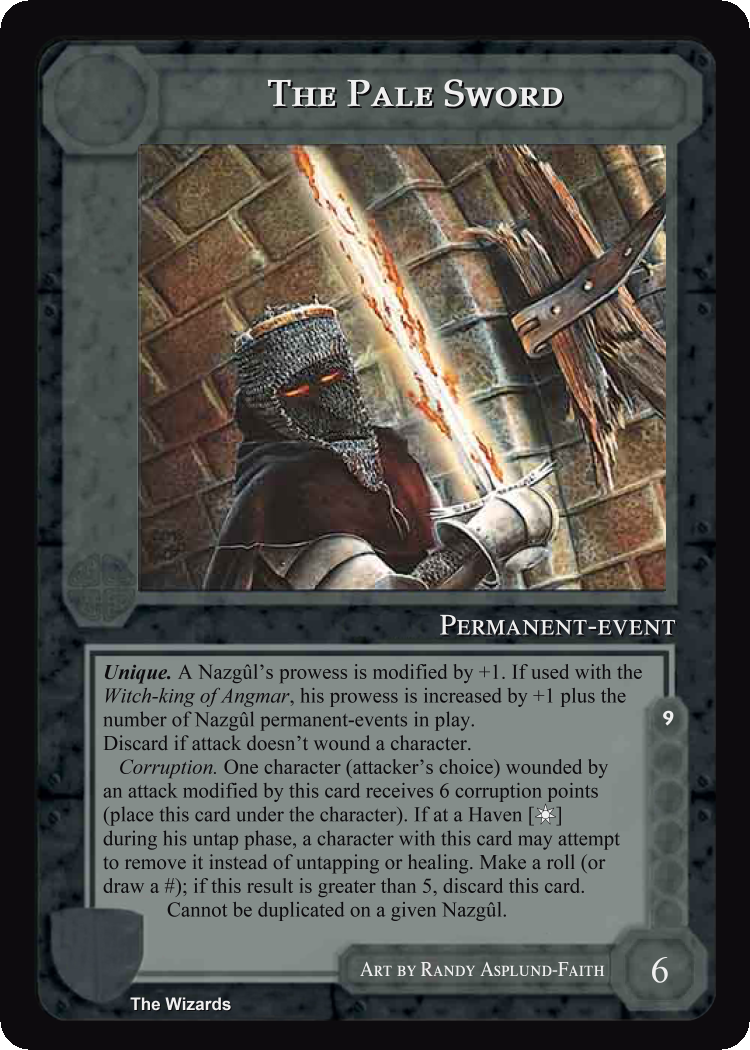 The Pale Sword
Permanent-event
Unique. A Nazgûl's prowess is modified by +1. If used with the
Witch-king of Angmar, his prowess is increased by +1 plus the
number of Nazgûl permanent-events in play.
Discard if attack doesn't wound a character.
Corruption. One character (attacker's choice) wounded by
an attack modified by this card receives 6 corruption points
(place this card under the character). If at a Haven [☀]
during his untap phase, a character with this card may attempt
to remove it instead of untapping or healing. Make a roll (or
draw a #); if this result is greater than 5, discard this card.
Cannot be duplicated on a given Nazgûl.
9
Art by Randy Asplund-Faith
6
The Wizards